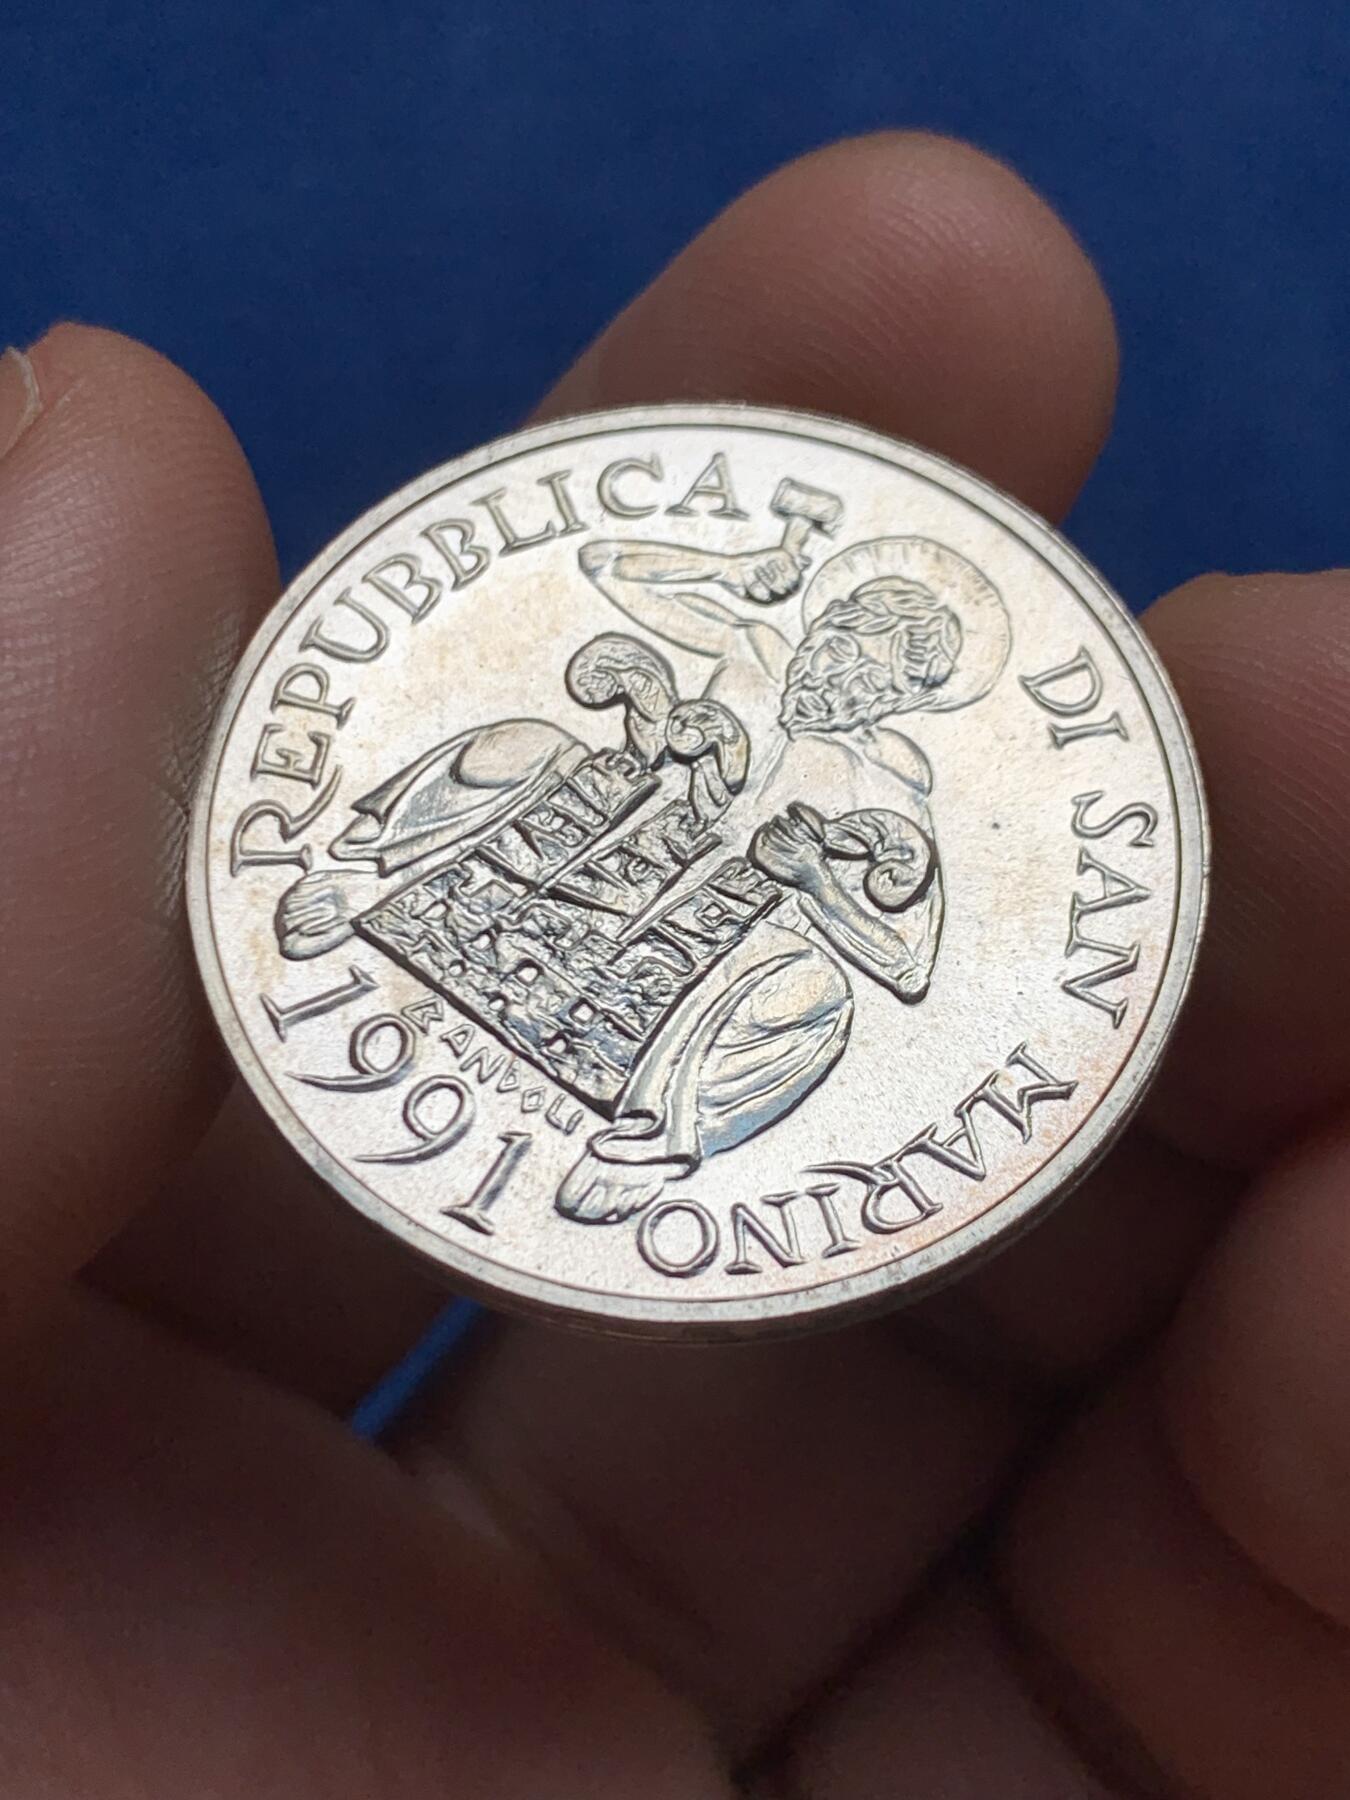 REPUBBLICA DI SAN MARINO
1991
BANDOLI